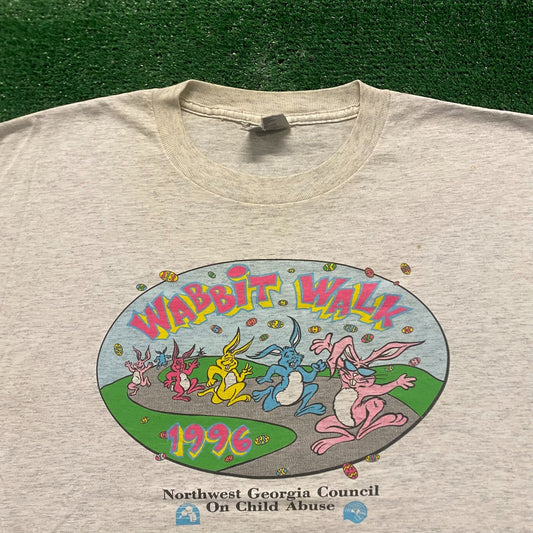 WABBIT WALK
1996
Northwest Georgia Council
On Child Abuse